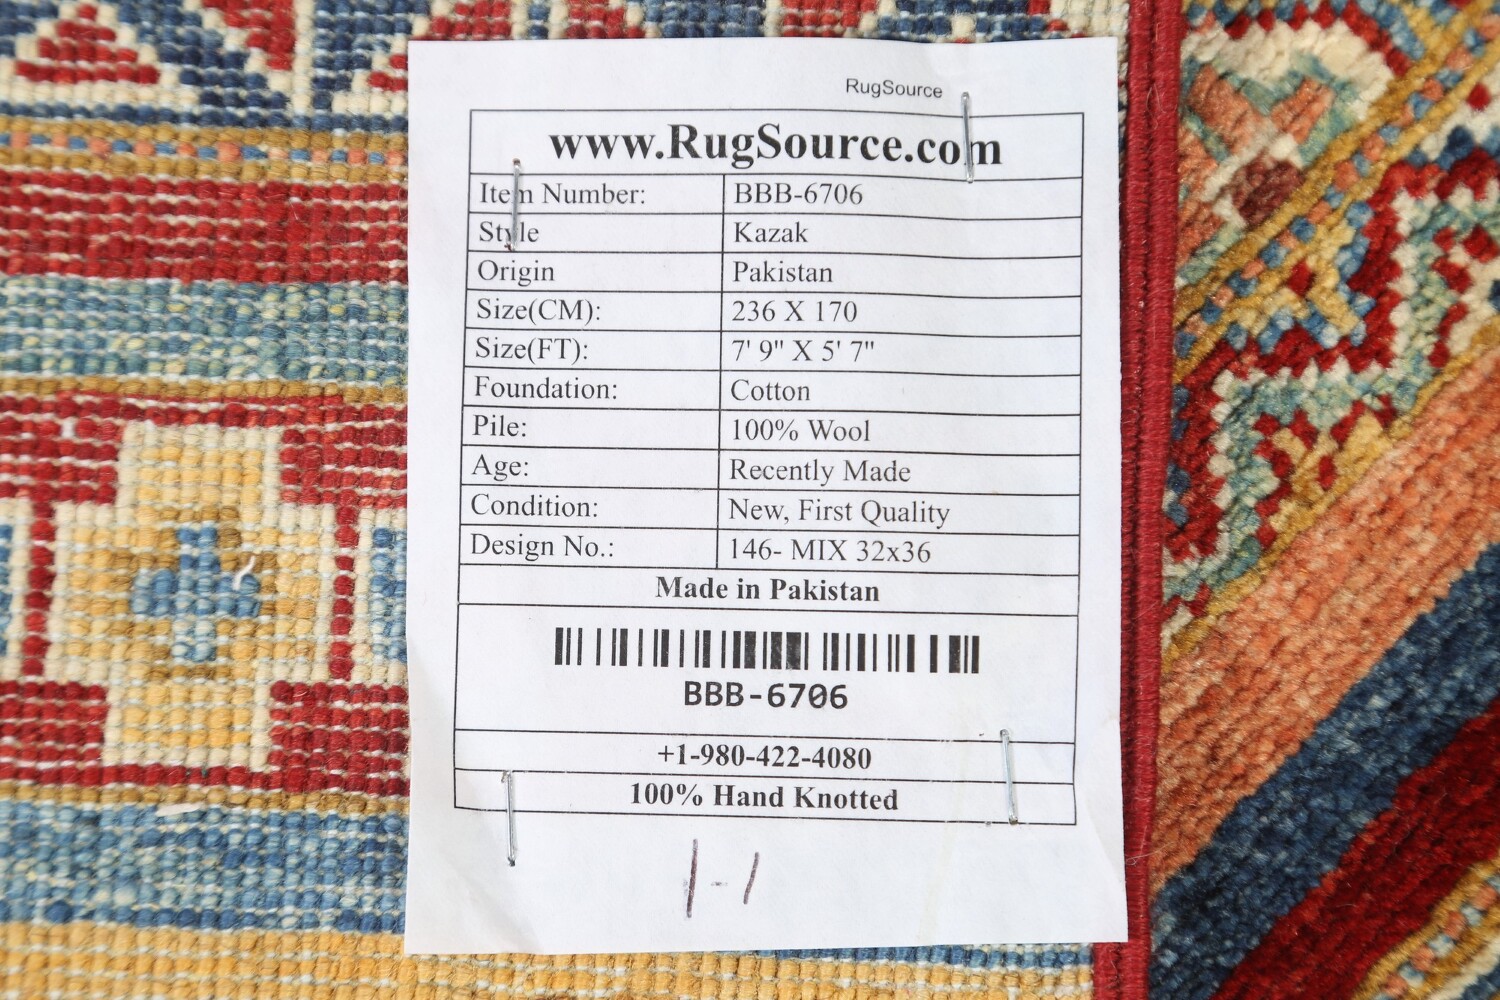 RugSource
www.RugSource.com
Item Number: BBB-6706
Style Kazak
Origin Pakistan
Size(CM): 236 X 170
Size(FT): 7' 9" X 5' 7"
Foundation: Cotton
Pile: 100% Wool
Age: Recently Made
Condition: New, First Quality
Design No.: 146- MIX 32x36
Made in Pakistan
BBB-6706
+1-980-422-4080
100% Hand Knotted
1-1